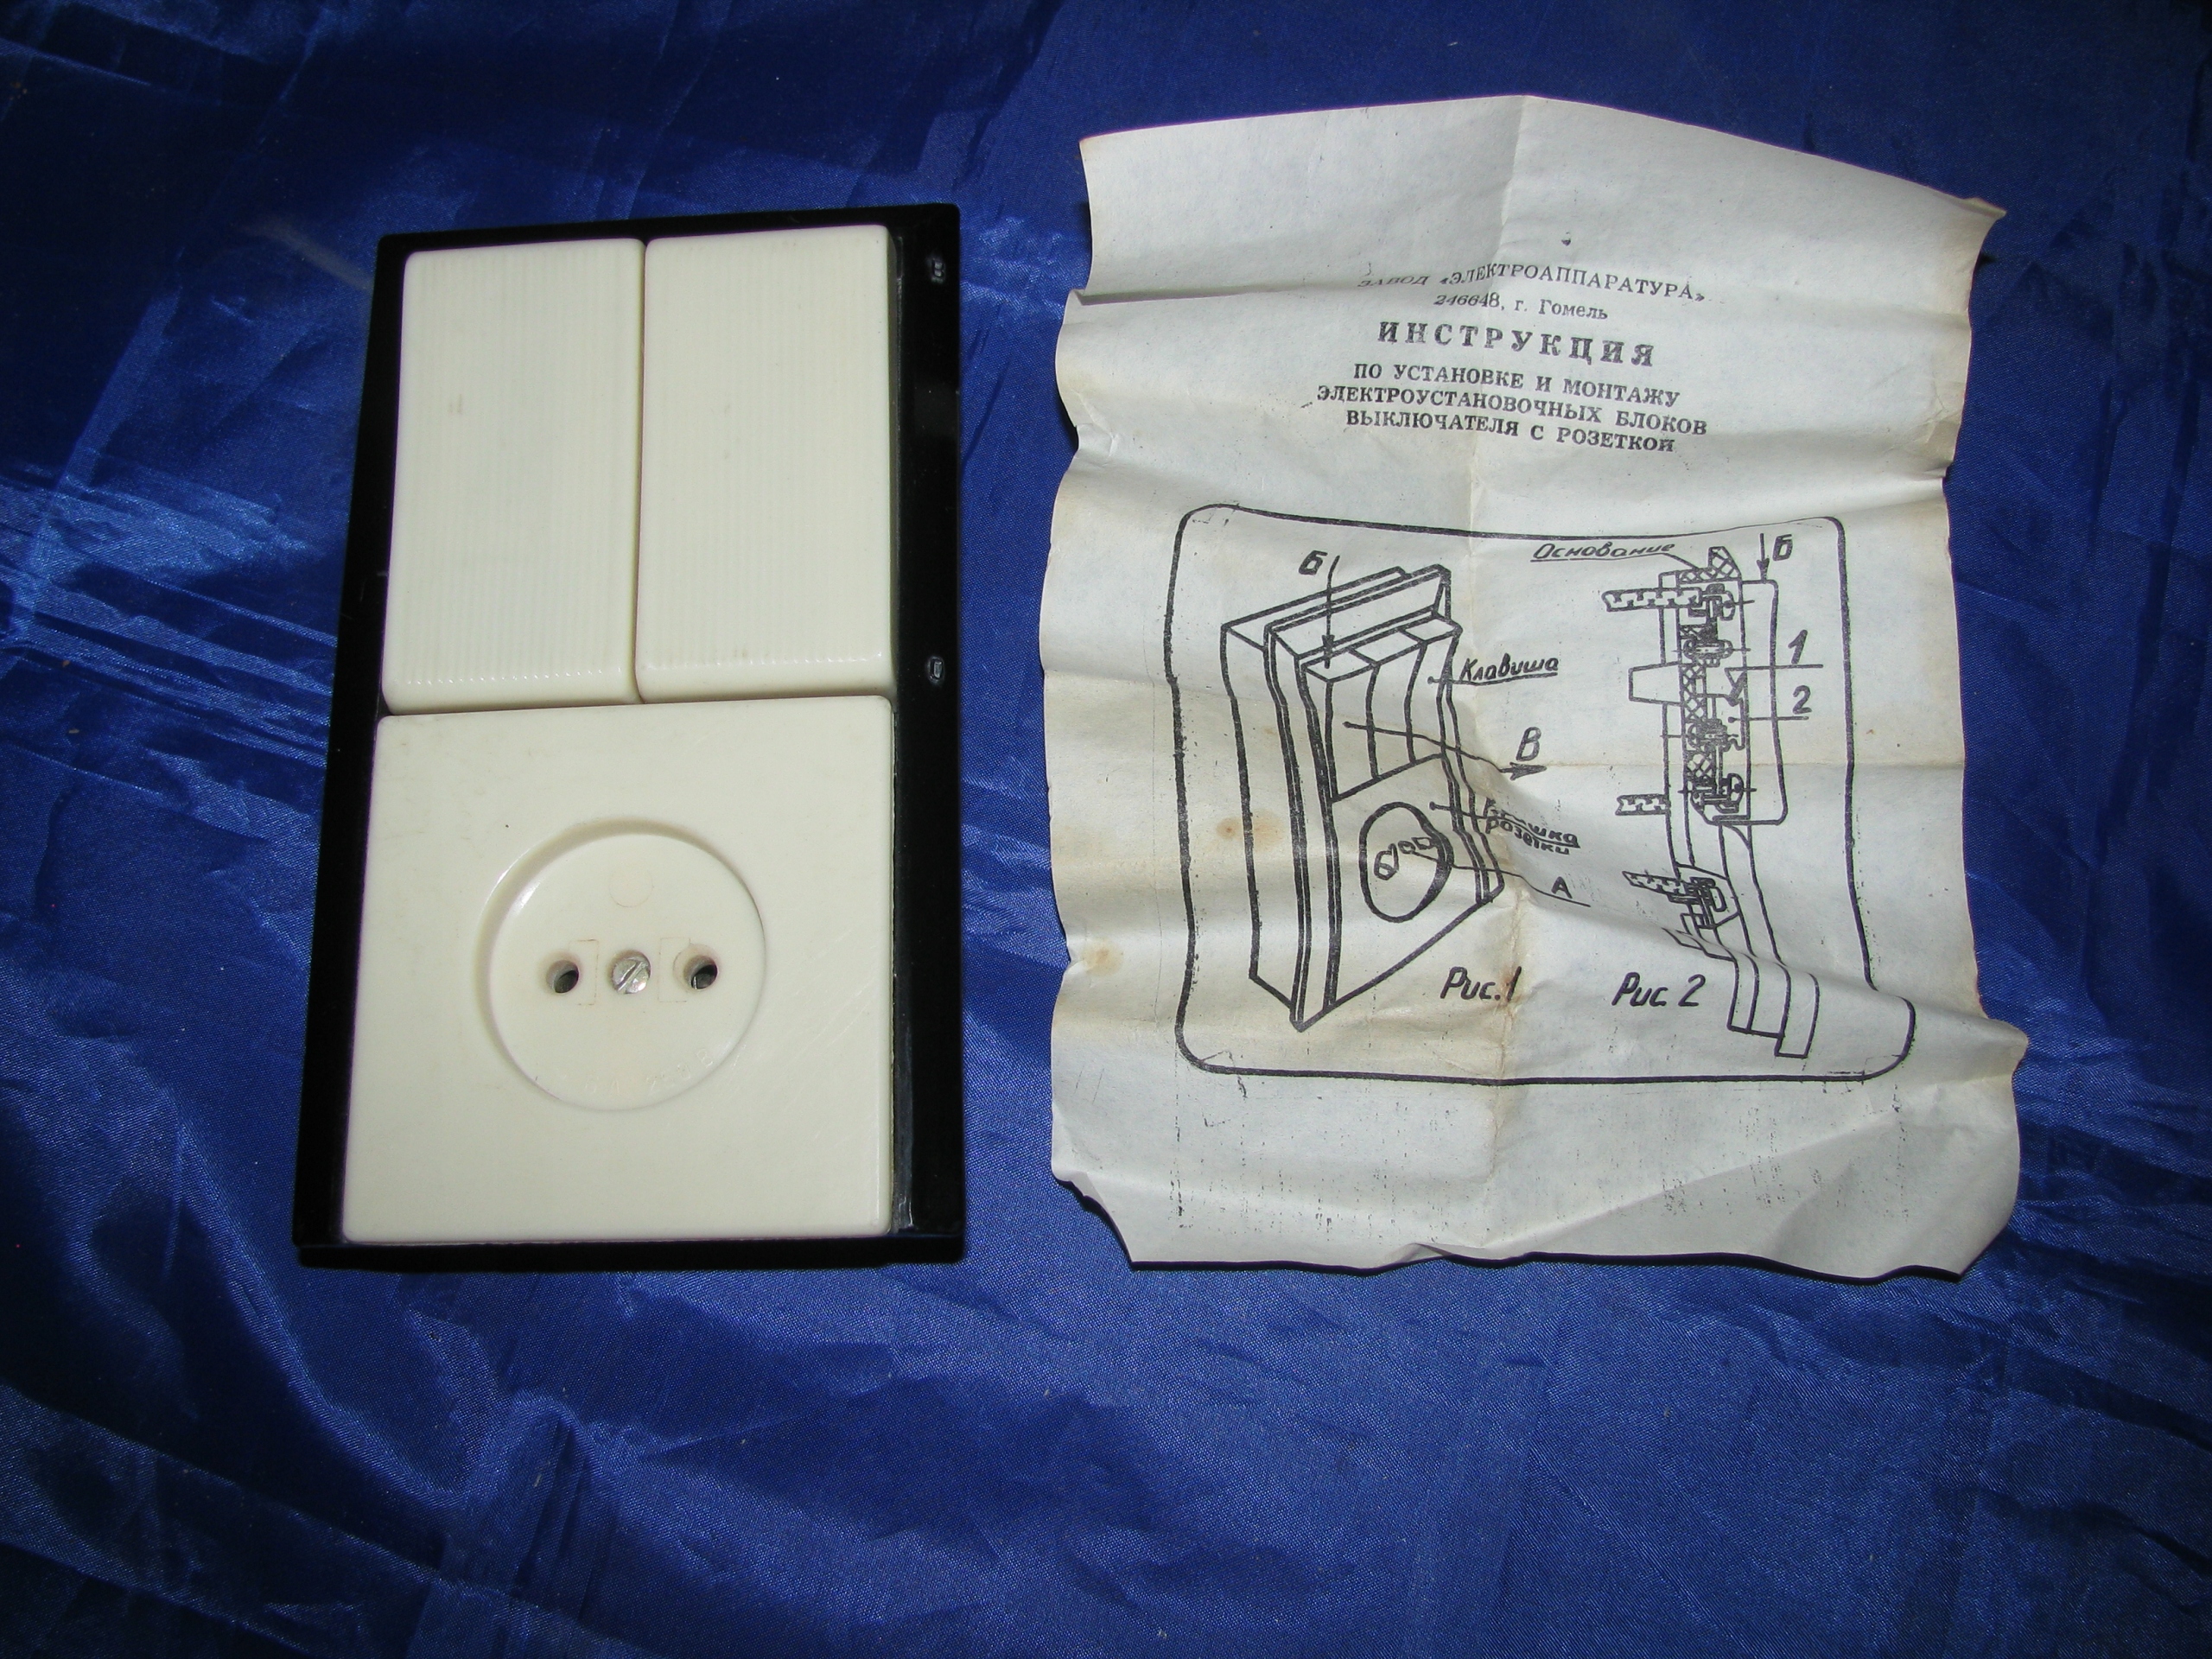 ЗАВОД «ЭЛЕКТРОАППАРАТУРА»
246648, г. Гомель
ИНСТРУКЦИЯ
ПО УСТАНОВКЕ И МОНТАЖУ
ЭЛЕКТРОУСТАНОВОЧНЫХ БЛОКОВ
ВЫКЛЮЧАТЕЛЯ С РОЗЕТКОЙ
Б
Основание
Б
Клавиша
1
2
В
Крышка
розетки
А
Рис. 1
Рис. 2